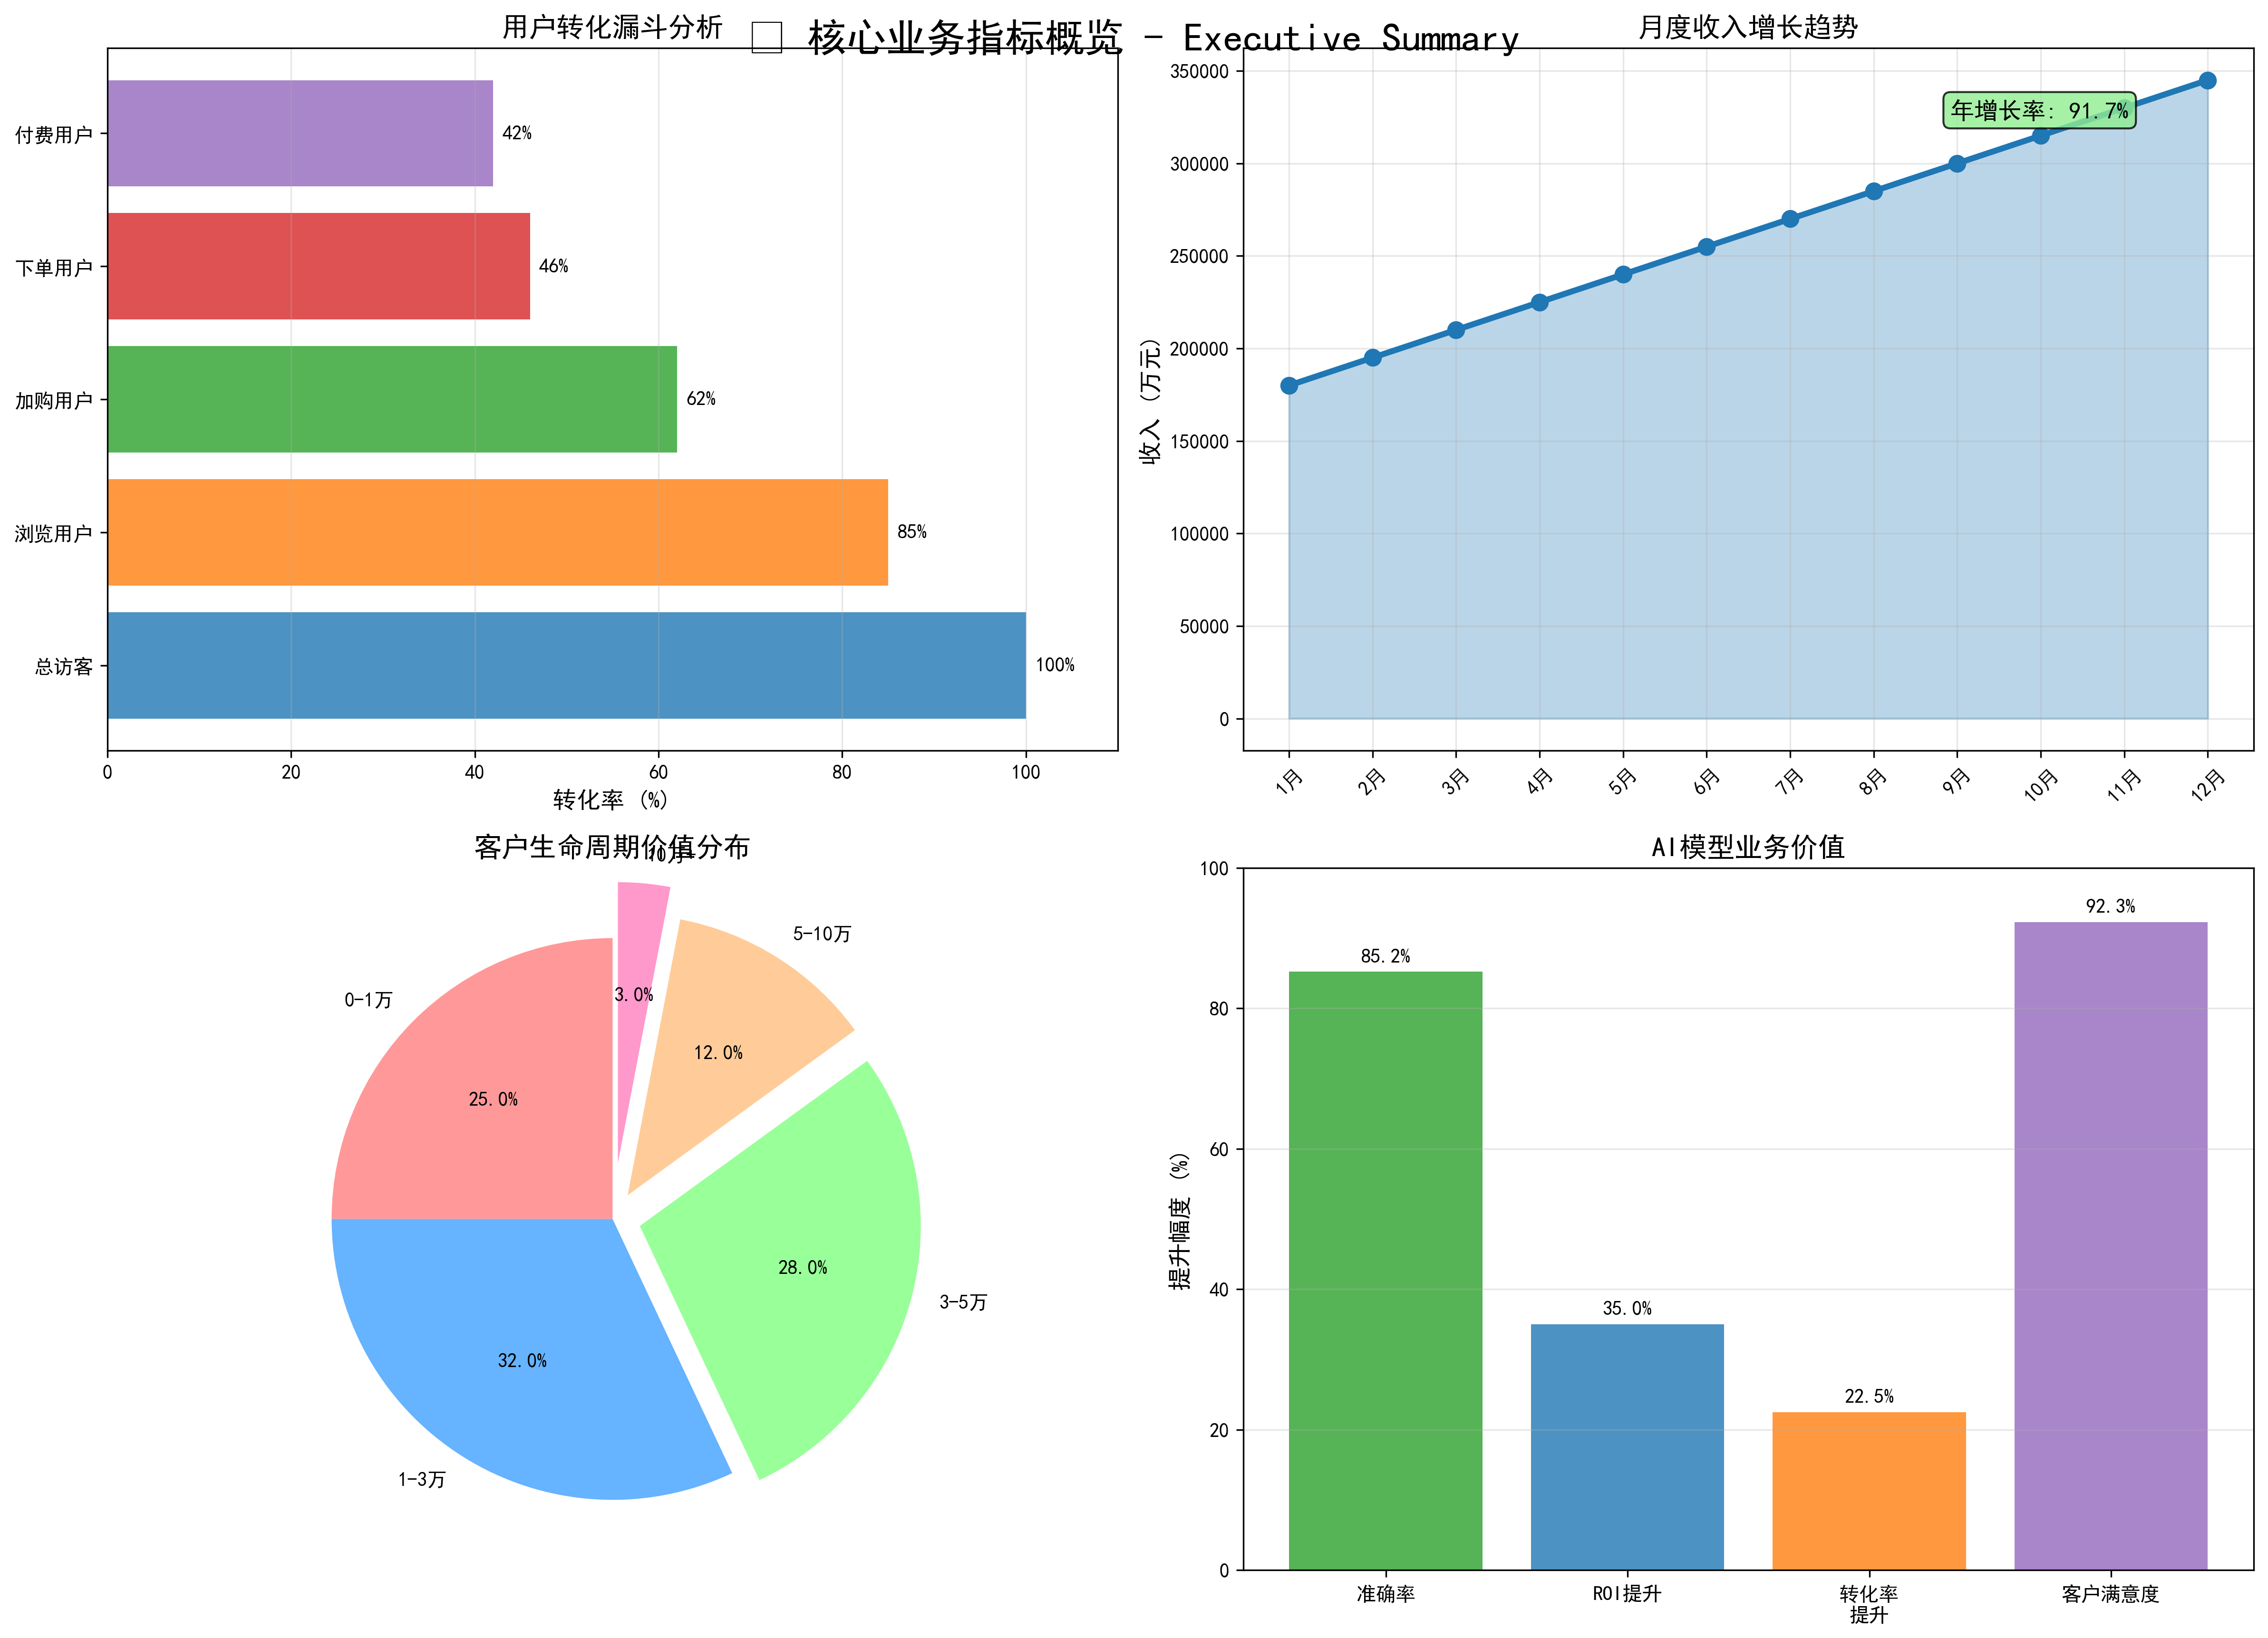 □ 核心业务指标概览 - Executive Summary
用户转化漏斗分析
付费用户
42%
下单用户
46%
加购用户
62%
浏览用户
85%
总访客
100%
0 20 40 60 80 100
转化率 (%)
月度收入增长趋势
年增长率: 91.7%
收入 (万元)
350000
300000
250000
200000
150000
100000
50000
0
1月 2月 3月 4月 5月 6月 7月 8月 9月 10月 11月 12月
客户生命周期价值分布
10万+
3.0%
5-10万
12.0%
0-1万
25.0%
28.0%
3-5万
32.0%
1-3万
AI模型业务价值
提升幅度 (%)
100
80
60
40
20
0
85.2%
35.0%
22.5%
92.3%
准确率 ROI提升 转化率 客户满意度
提升